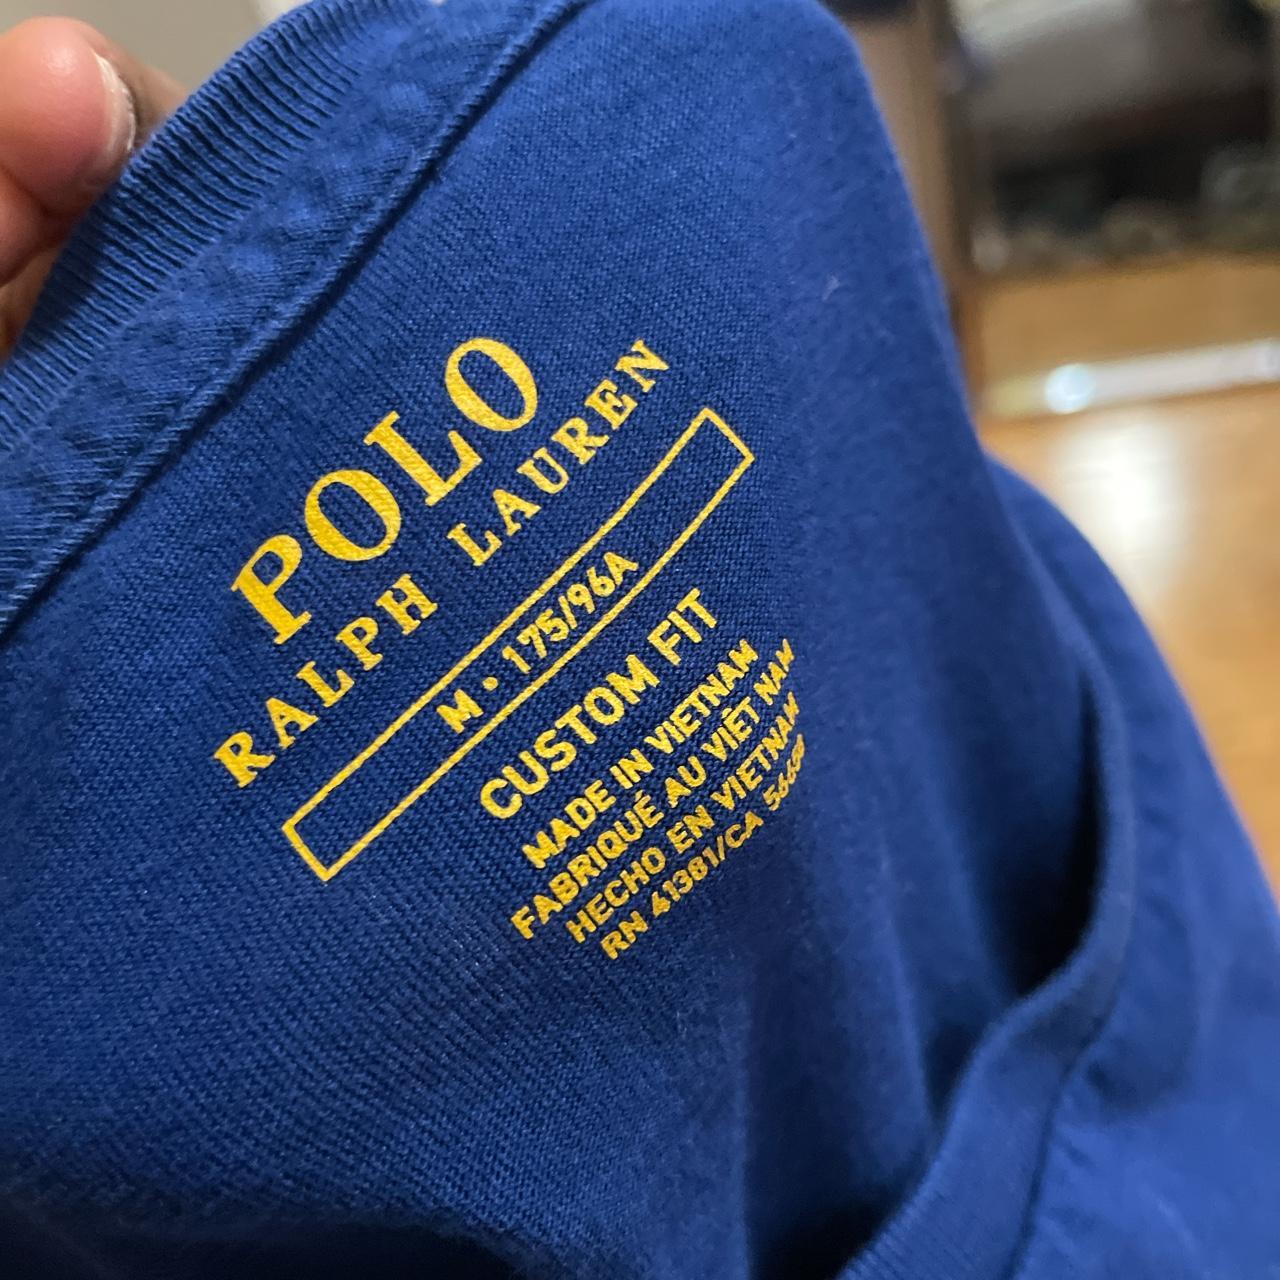 POLO
RALPH LAUREN
M • 175/96A
CUSTOM FIT
MADE IN VIETNAM
FABRIQUÉ AU VIÊT NAM
HECHO EN VIETNAM
RN 41381/CA